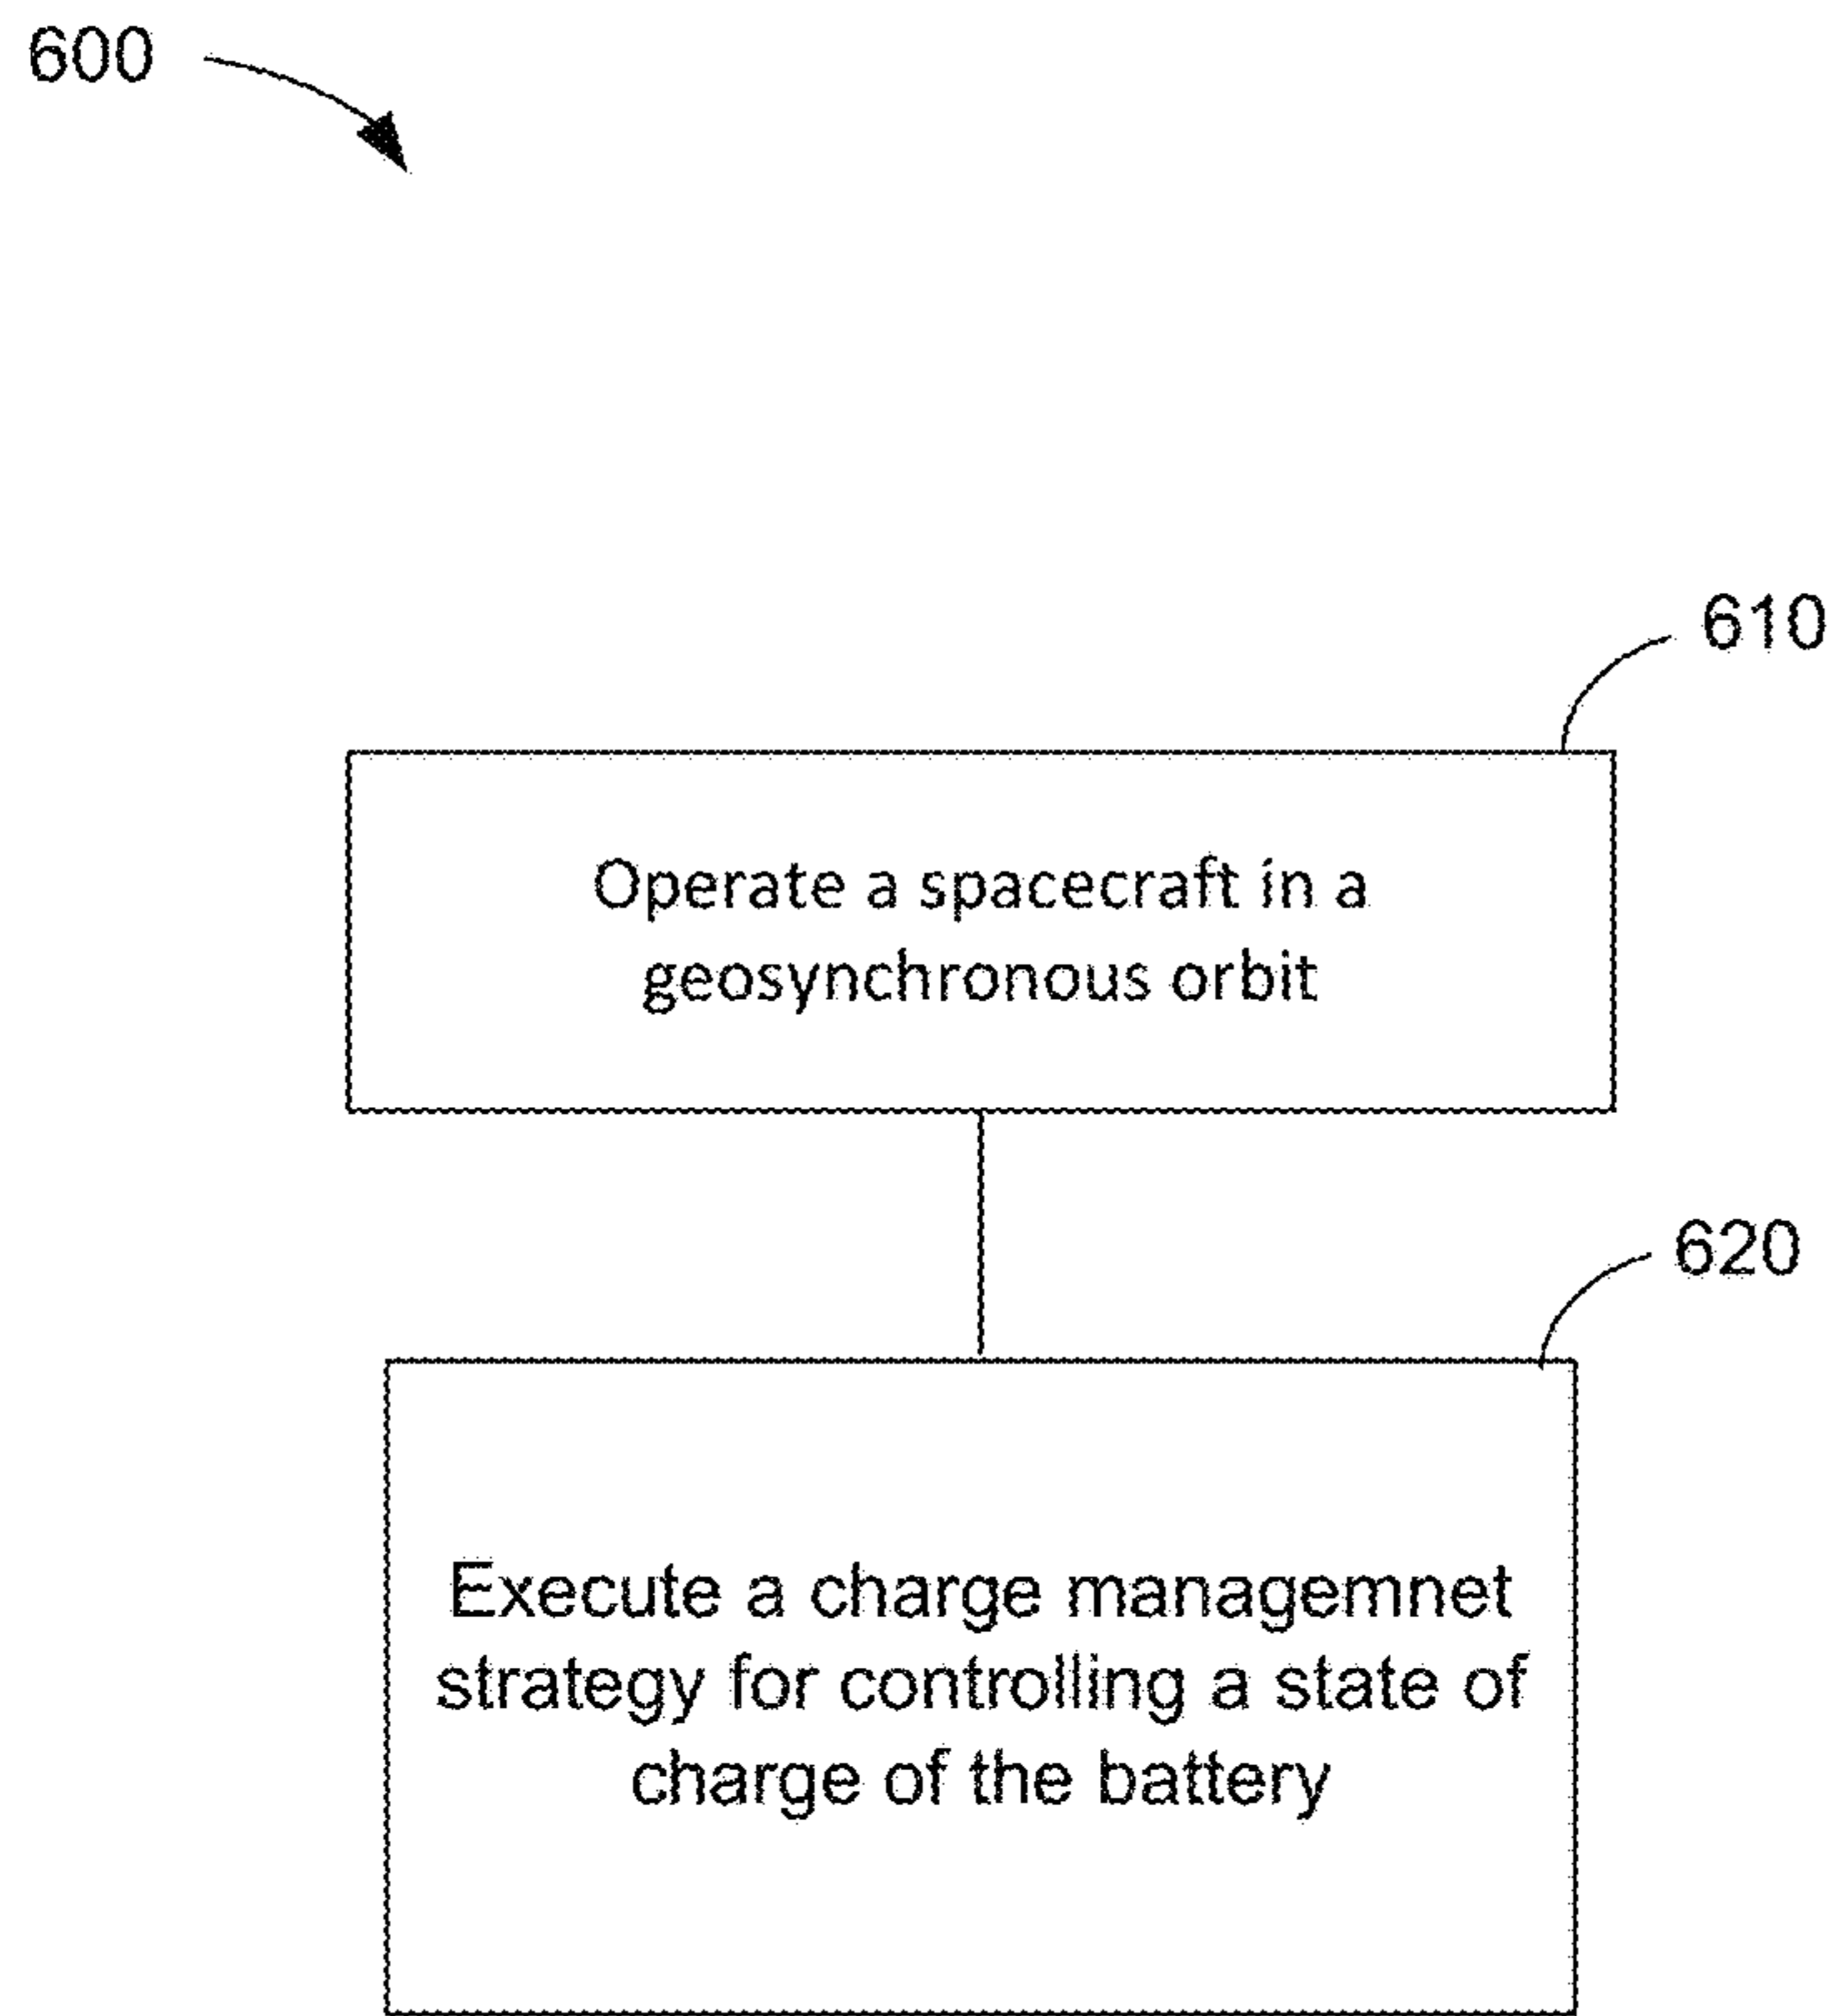 600
610
Operate a spacecraft in a
geosynchronous orbit
620
Execute a charge managemnet
strategy for controlling a state of
charge of the battery